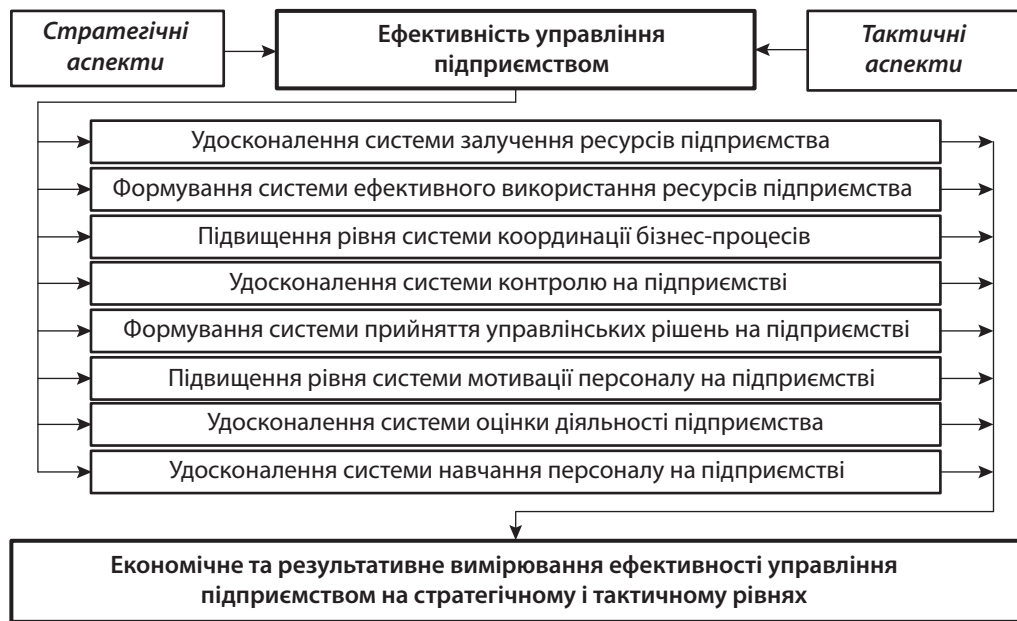 Стратегічні
аспекти
Ефективність управління
підприємством
Тактичні
аспекти
Удосконалення системи залучення ресурсів підприємства
Формування системи ефективного використання ресурсів підприємства
Підвищення рівня системи координації бізнес-процесів
Удосконалення системи контролю на підприємстві
Формування системи прийняття управлінських рішень на підприємстві
Підвищення рівня системи мотивації персоналу на підприємстві
Удосконалення системи оцінки діяльності підприємства
Удосконалення системи навчання персоналу на підприємстві
Економічне та результативне вимірювання ефективності управління
підприємством на стратегічному і тактичному рівнях